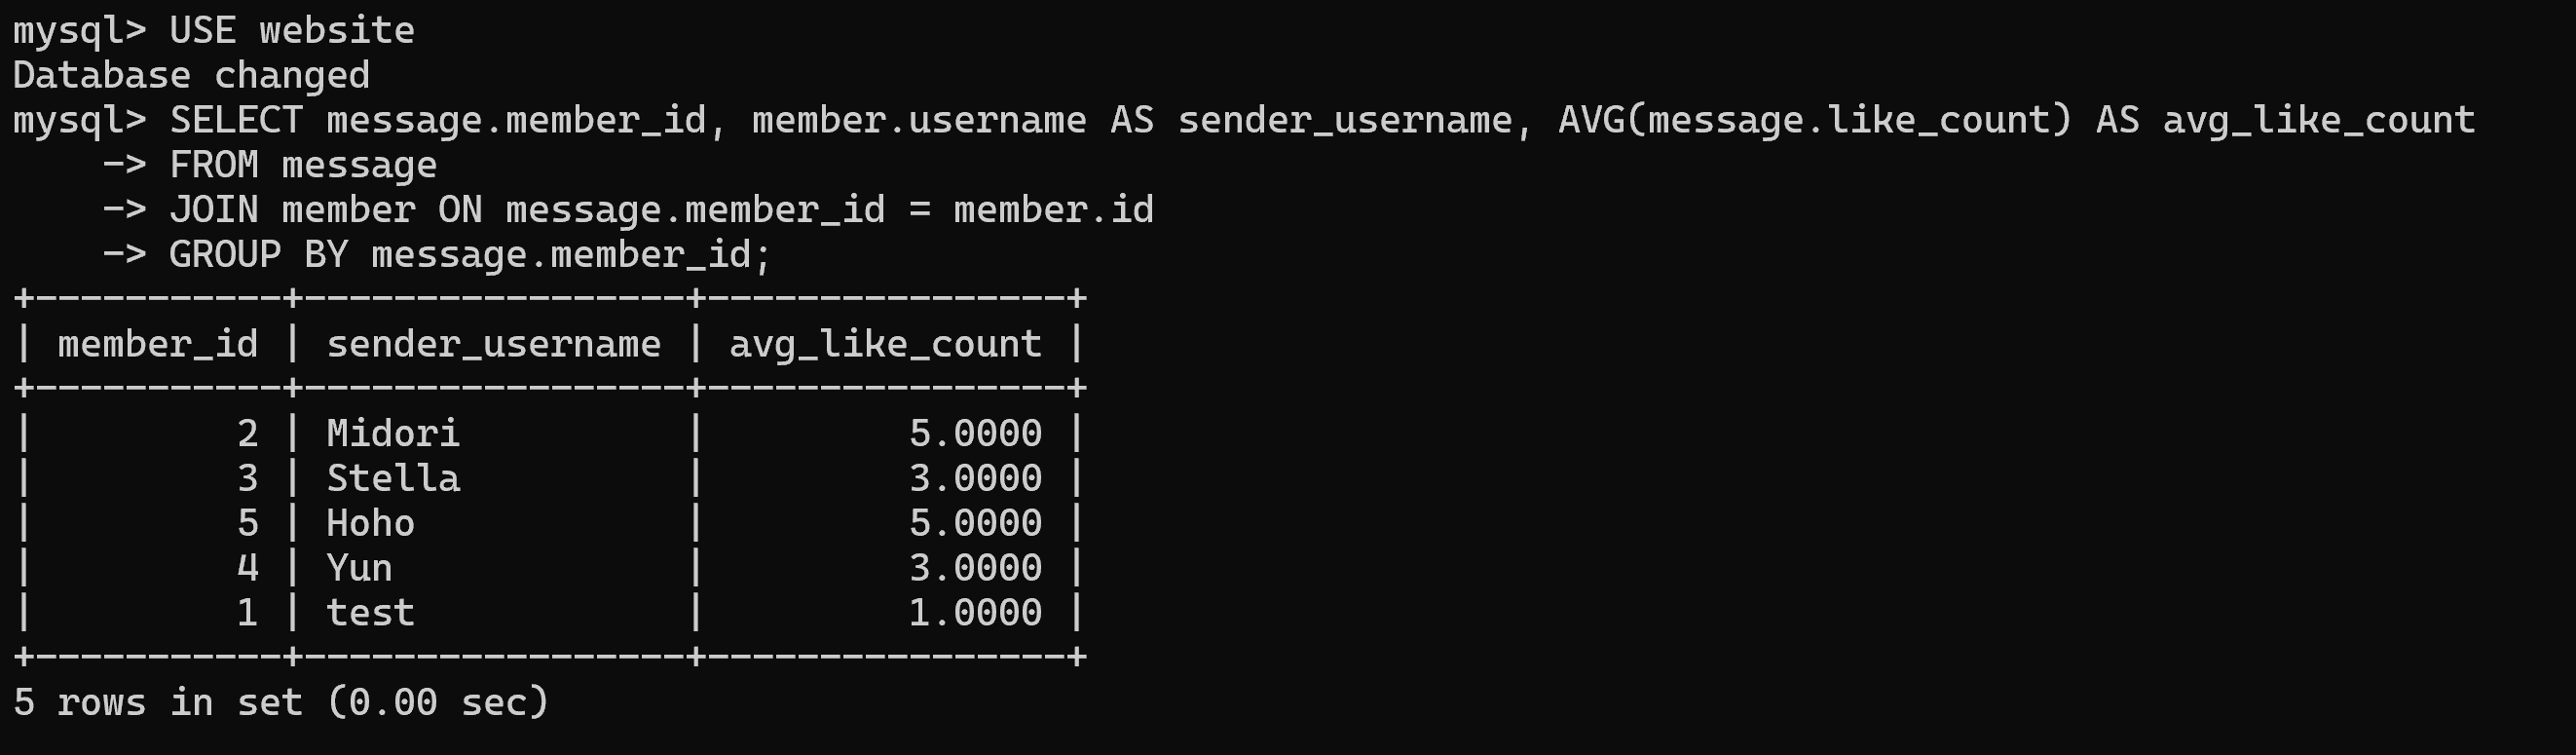 mysql> USE website
Database changed
mysql> SELECT message.member_id, member.username AS sender_username, AVG(message.like_count) AS avg_like_count
    -> FROM message
    -> JOIN member ON message.member_id = member.id
    -> GROUP BY message.member_id;
+-----------+-----------------+----------------+
| member_id | sender_username | avg_like_count |
+-----------+-----------------+----------------+
|         2 | Midori          |         5.0000 |
|         3 | Stella          |         3.0000 |
|         5 | Hoho            |         5.0000 |
|         4 | Yun             |         3.0000 |
|         1 | test            |         1.0000 |
+-----------+-----------------+----------------+
5 rows in set (0.00 sec)